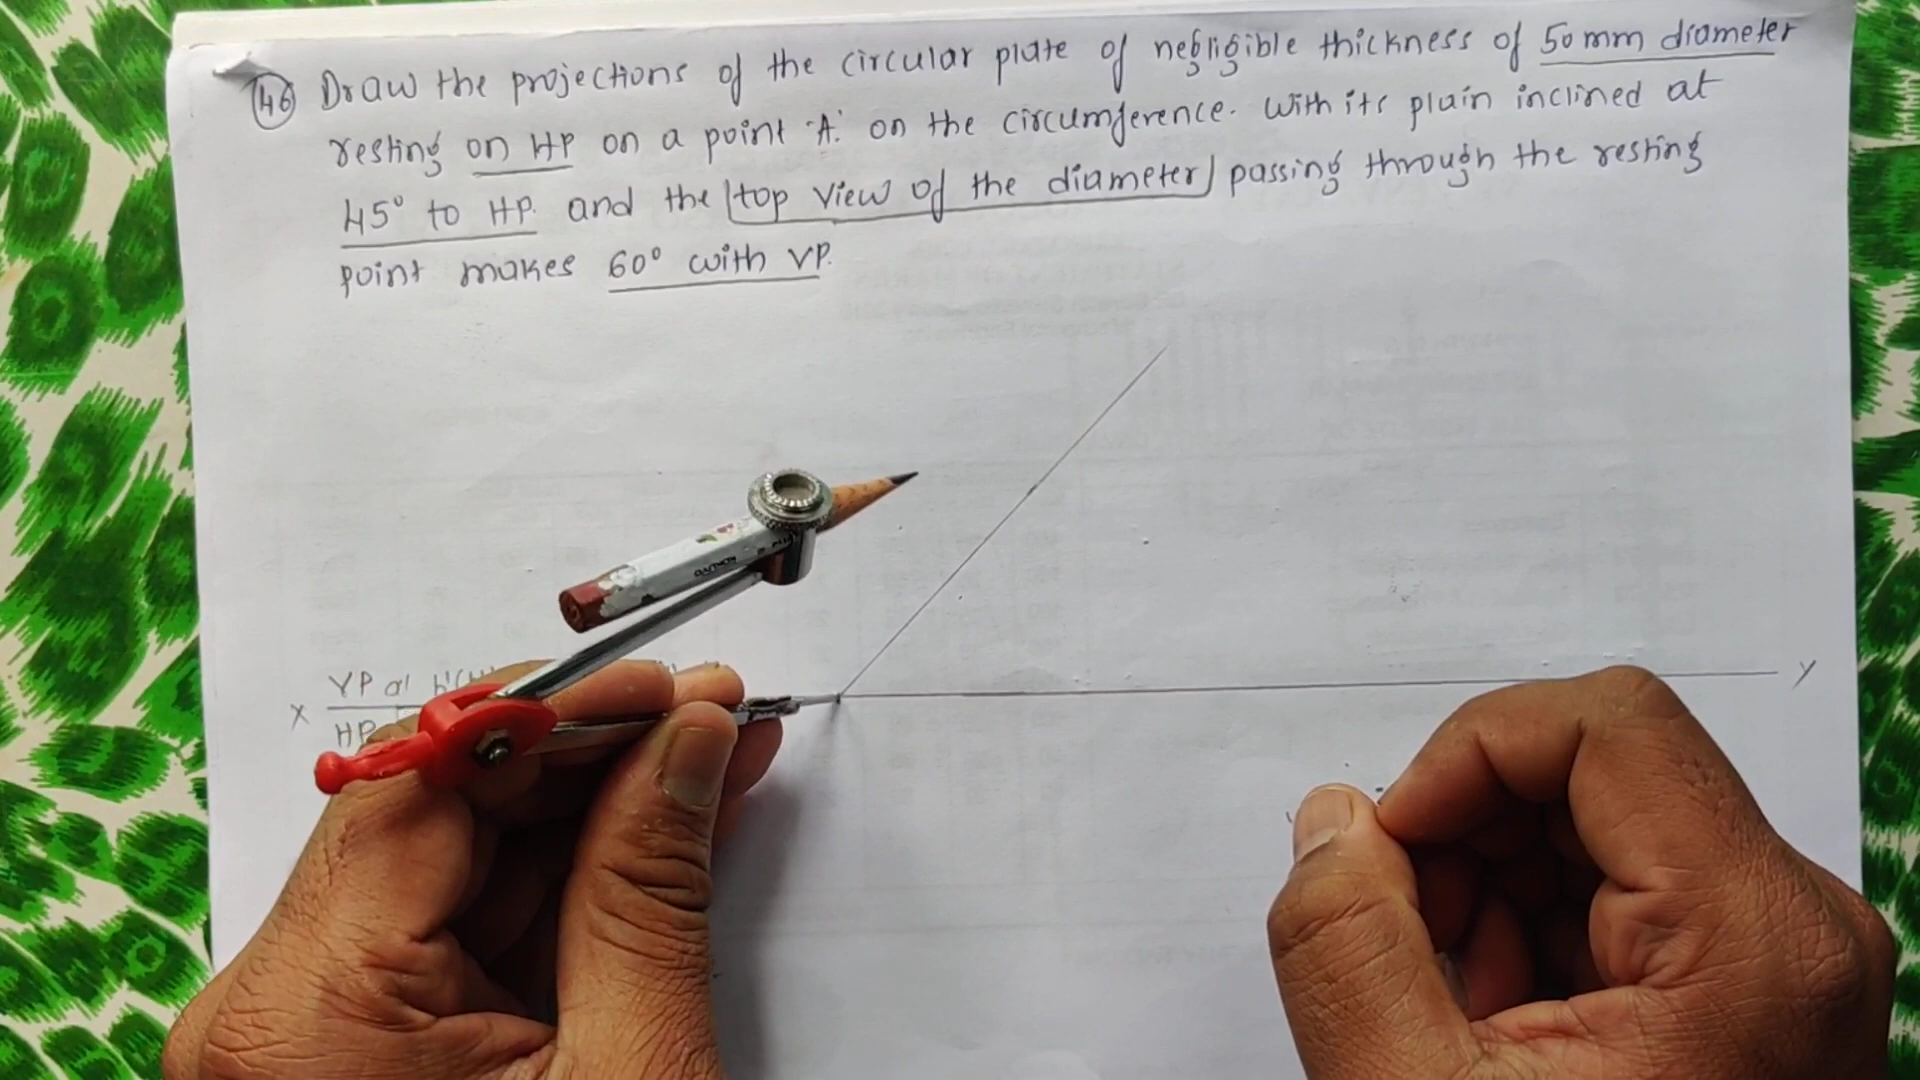 46 Draw the projections of the circular plate of negligible thickness of 50mm diameter
resting on HP on a point 'A' on the circumference. With its plain inclined at
45° to HP. and the top view of the diameter passing through the resting
point makes 60° with VP.
VP a' b'
X Y
HP